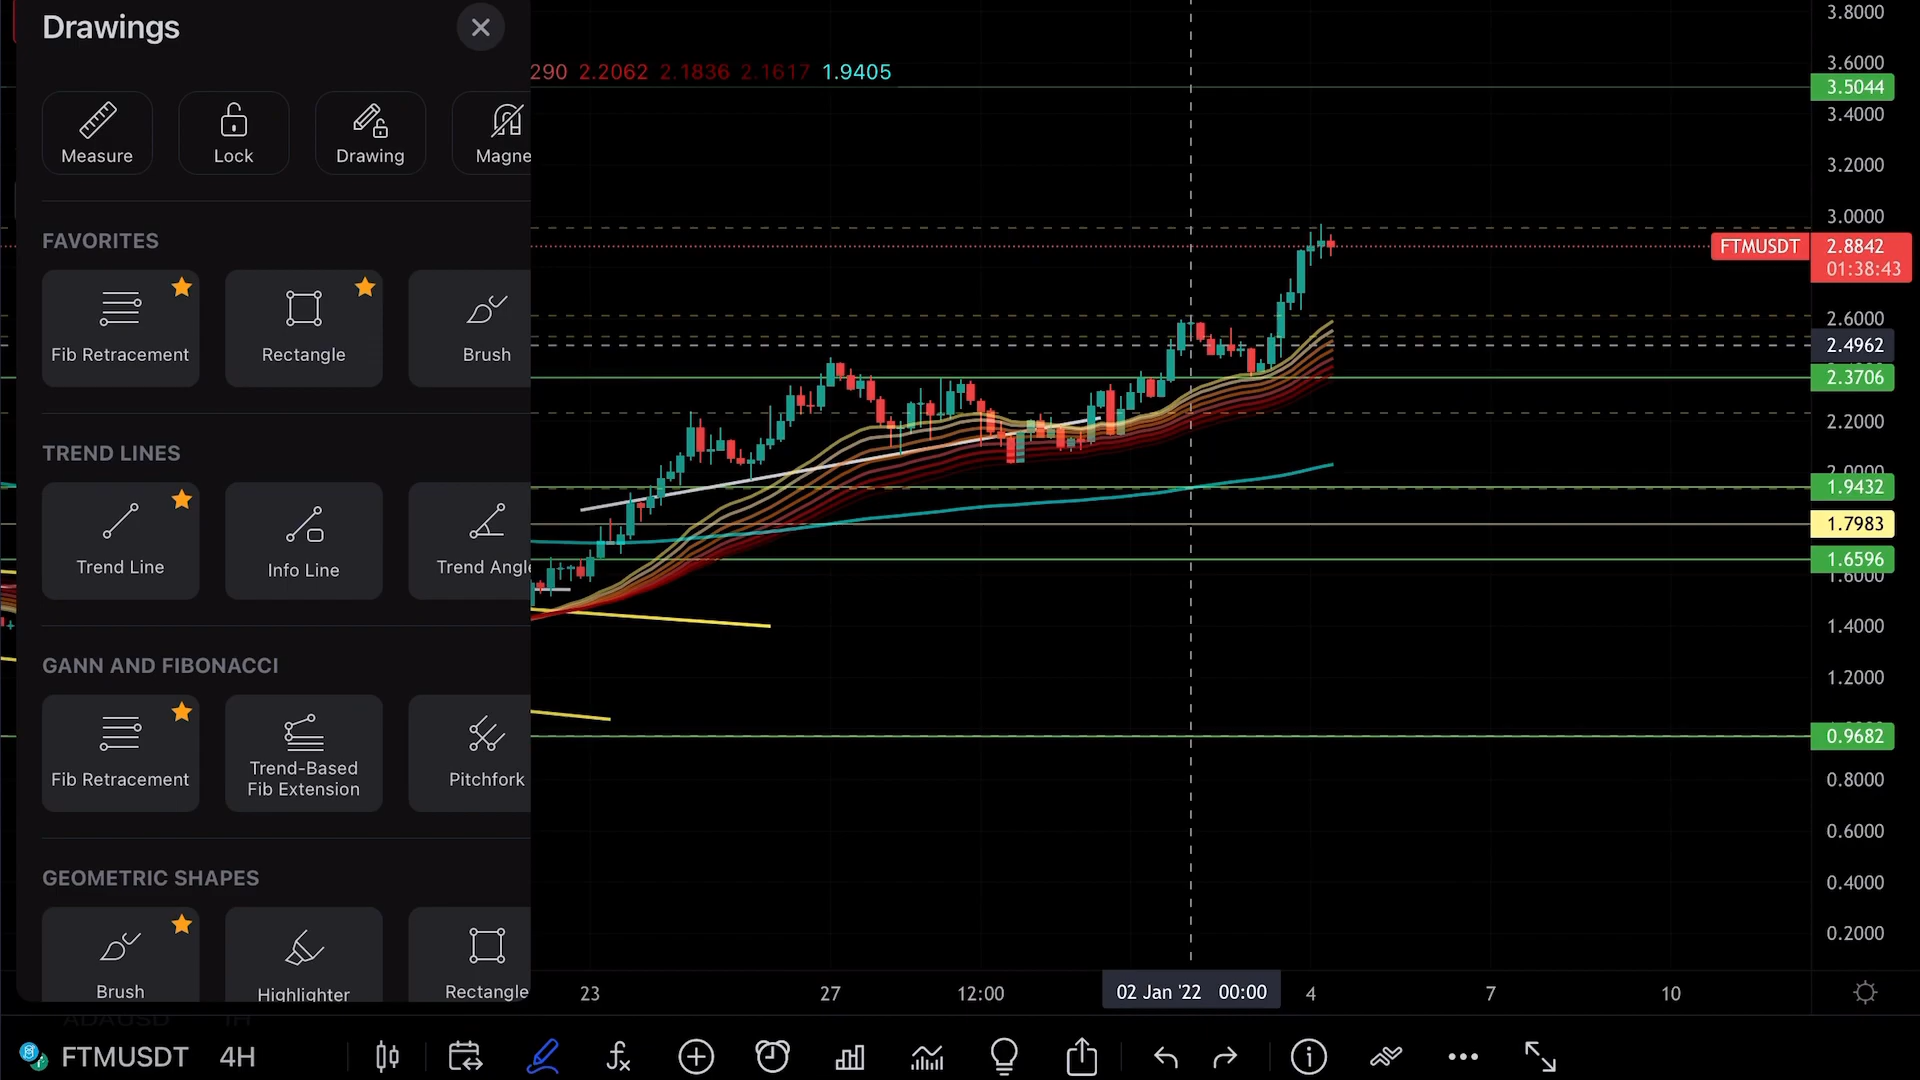 Drawings
290 2.2062 2.1836 2.1617 1.9405
Measure
Lock
Drawing
Magne
FAVORITES
Fib Retracement
Rectangle
Brush
TREND LINES
Trend Line
Info Line
Trend Angle
GANN AND FIBONACCI
Fib Retracement
Trend-Based
Fib Extension
Pitchfork
GEOMETRIC SHAPES
Brush
Highlighter
Rectangle
3.8000
3.6000
3.5044
3.4000
3.2000
3.0000
FTMUSDT 2.8842
01:38:43
2.6000
2.4962
2.3706
2.2000
2.0000
1.9432
1.7983
1.6596
1.6000
1.4000
1.2000
0.9682
0.8000
0.6000
0.4000
0.2000
23 27 12:00 02 Jan '22 00:00 4 7 10
ADAUSD 1H
FTMUSDT 4H